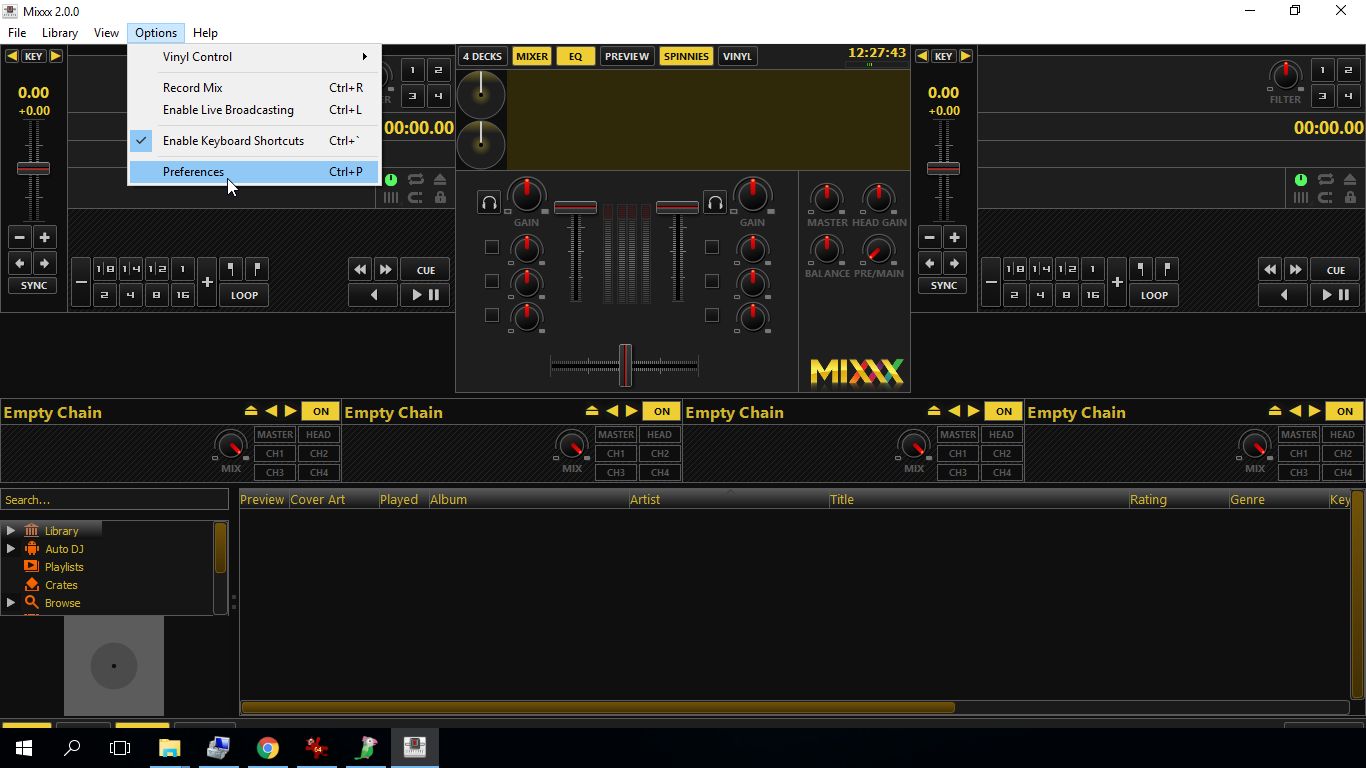 Mixxx 2.0.0
File Library View Options Help
Vinyl Control
Record Mix Ctrl+R
Enable Live Broadcasting Ctrl+L
Enable Keyboard Shortcuts Ctrl+`
Preferences Ctrl+P
KEY
0.00
+0.00
SYNC
1 2
3 4
00:00.00
1/8 1/4 1/2 1
2 4 8 16
LOOP
CUE
4 DECKS MIXER EQ PREVIEW SPINNIES VINYL 12:27:43
GAIN GAIN
MASTER HEAD GAIN
BALANCE PRE/MAIN
MIXXX
KEY
0.00
+0.00
SYNC
FILTER
1 2
3 4
00:00.00
1/8 1/4 1/2 1
2 4 8 16
LOOP
CUE
Empty Chain ON Empty Chain ON Empty Chain ON Empty Chain ON
MASTER HEAD MASTER HEAD MASTER HEAD MASTER HEAD
CH1 CH2 CH1 CH2 CH1 CH2 CH1 CH2
MIX CH3 CH4 MIX CH3 CH4 MIX CH3 CH4 MIX CH3 CH4
Search...
Library
Auto DJ
Playlists
Crates
Browse
Preview Cover Art Played Album Artist Title Rating Genre Key
64